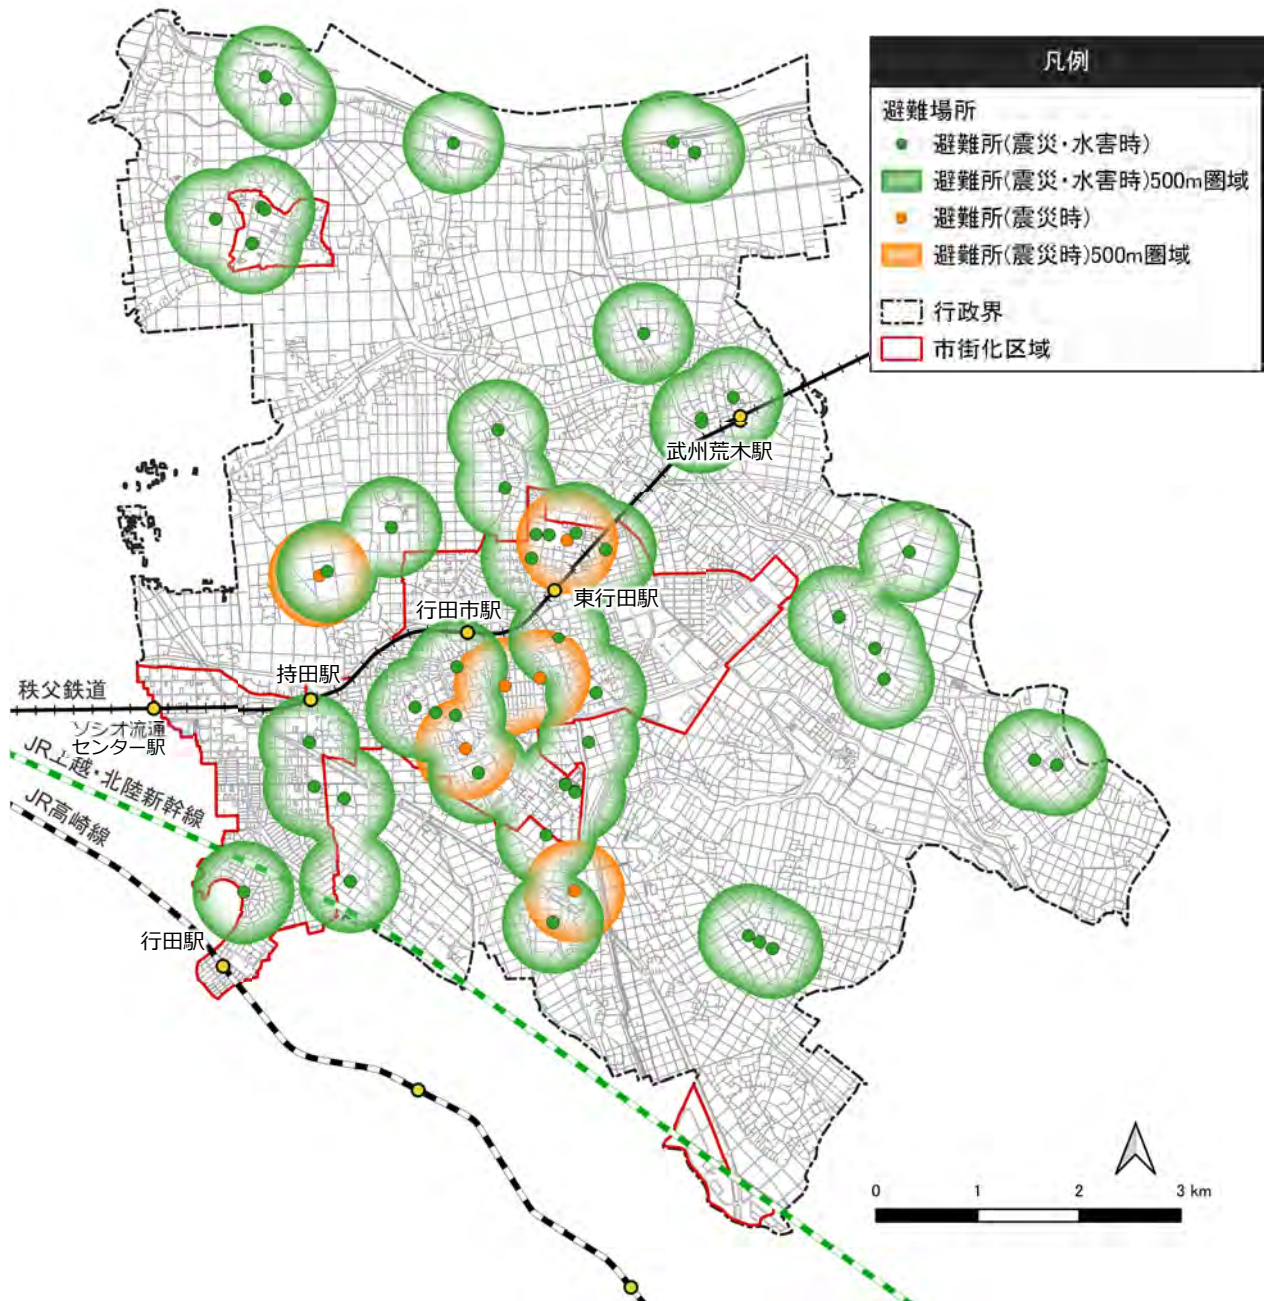 凡例
避難場所
避難所(震災・水害時)
避難所(震災・水害時)500m圏域
避難所(震災時)
避難所(震災時)500m圏域
行政界
市街化区域
武州荒木駅
東行田駅
行田市駅
持田駅
秩父鉄道
ソシオ流通
センター駅
JR上越・北陸新幹線
JR高崎線
行田駅
0 1 2 3 km